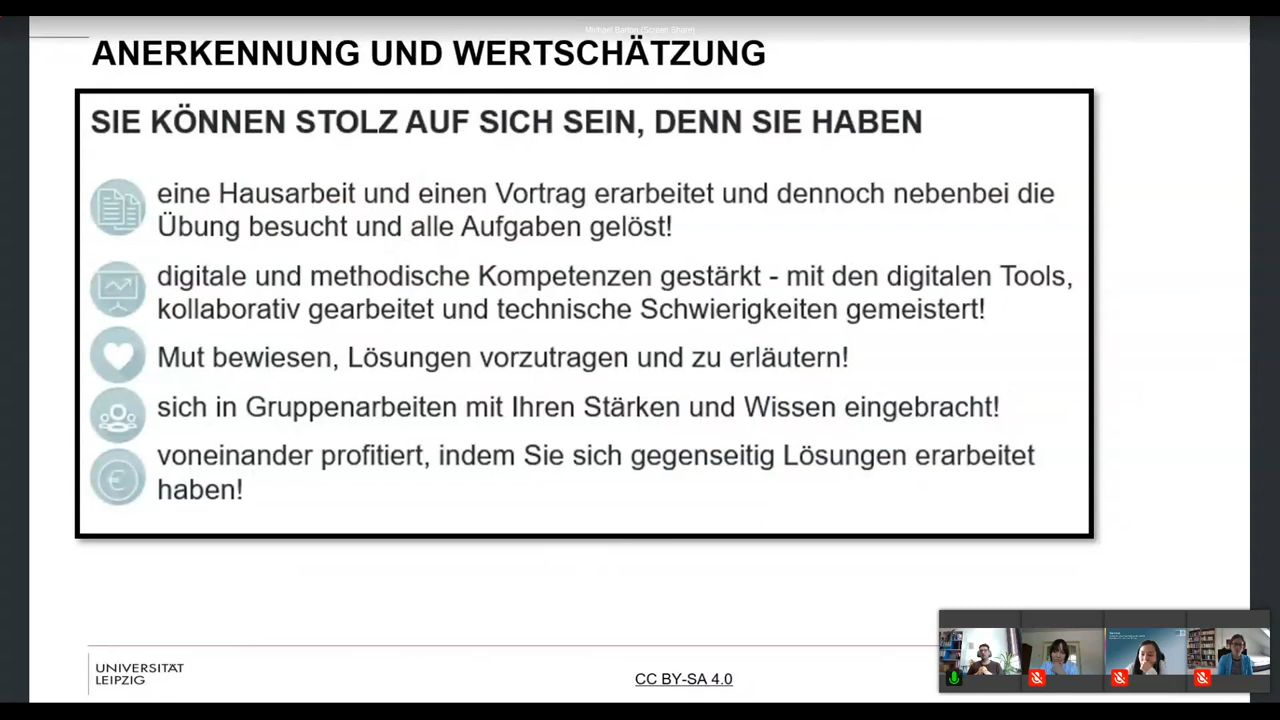 ANERKENNUNG UND WERTSCHÄTZUNG
SIE KÖNNEN STOLZ AUF SICH SEIN, DENN SIE HABEN
eine Hausarbeit und einen Vortrag erarbeitet und dennoch nebenbei die
Übung besucht und alle Aufgaben gelöst!
digitale und methodische Kompetenzen gestärkt - mit den digitalen Tools,
kollaborativ gearbeitet und technische Schwierigkeiten gemeistert!
Mut bewiesen, Lösungen vorzutragen und zu erläutern!
sich in Gruppenarbeiten mit Ihren Stärken und Wissen eingebracht!
voneinander profitiert, indem Sie sich gegenseitig Lösungen erarbeitet
haben!
€
UNIVERSITÄT
LEIPZIG
CC BY-SA 4.0